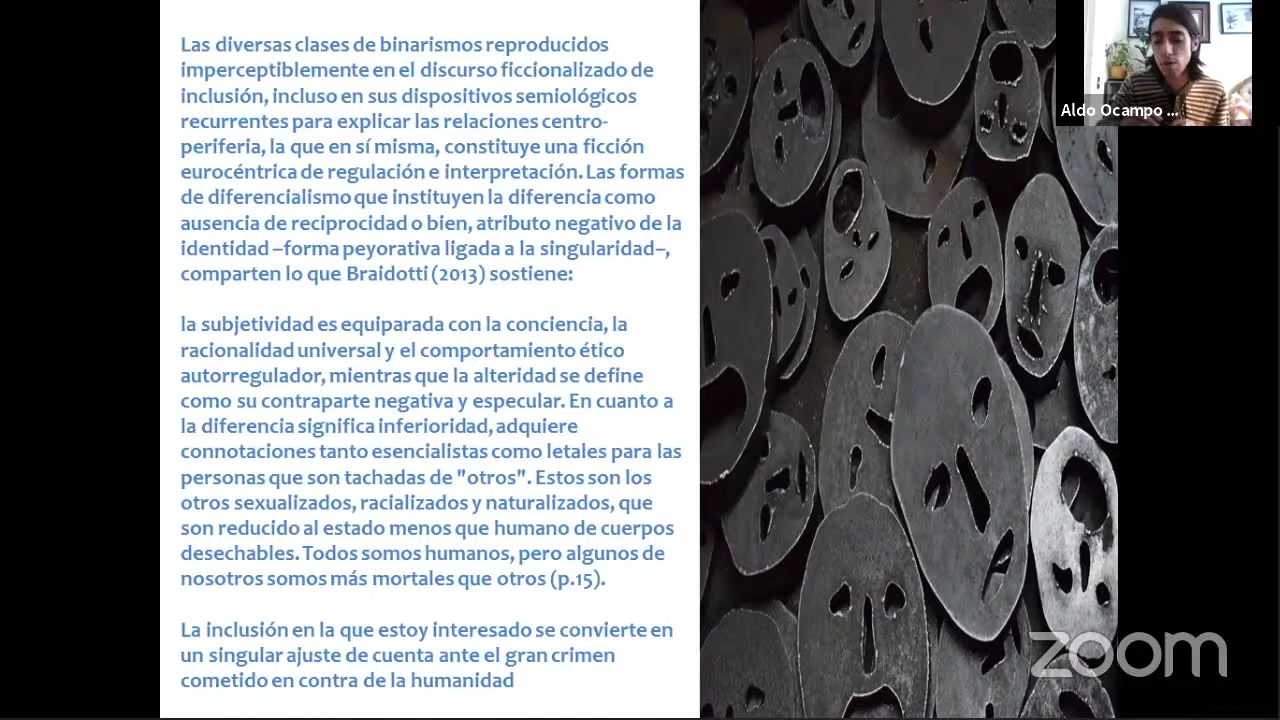 Las diversas clases de binarismos reproducidos
imperceptiblemente en el discurso ficcionalizado de
inclusión, incluso en sus dispositivos semiológicos
recurrentes para explicar las relaciones centro-
periferia, la que en sí misma, constituye una ficción
eurocéntrica de regulación e interpretación. Las formas
de diferencialismo que instituyen la diferencia como
ausencia de reciprocidad o bien, atributo negativo de la
identidad –forma peyorativa ligada a la singularidad–,
comparten lo que Braidotti (2013) sostiene:
la subjetividad es equiparada con la conciencia, la
racionalidad universal y el comportamiento ético
autorregulador, mientras que la alteridad se define
como su contraparte negativa y especular. En cuanto a
la diferencia significa inferioridad, adquiere
connotaciones tanto esencialistas como letales para las
personas que son tachadas de "otros". Estos son los
otros sexualizados, racializados y naturalizados, que
son reducido al estado menos que humano de cuerpos
desechables. Todos somos humanos, pero algunos de
nosotros somos más mortales que otros (p.15).
La inclusión en la que estoy interesado se convierte en
un singular ajuste de cuenta ante el gran crimen
cometido en contra de la humanidad
Aldo Ocampo ...
zoom